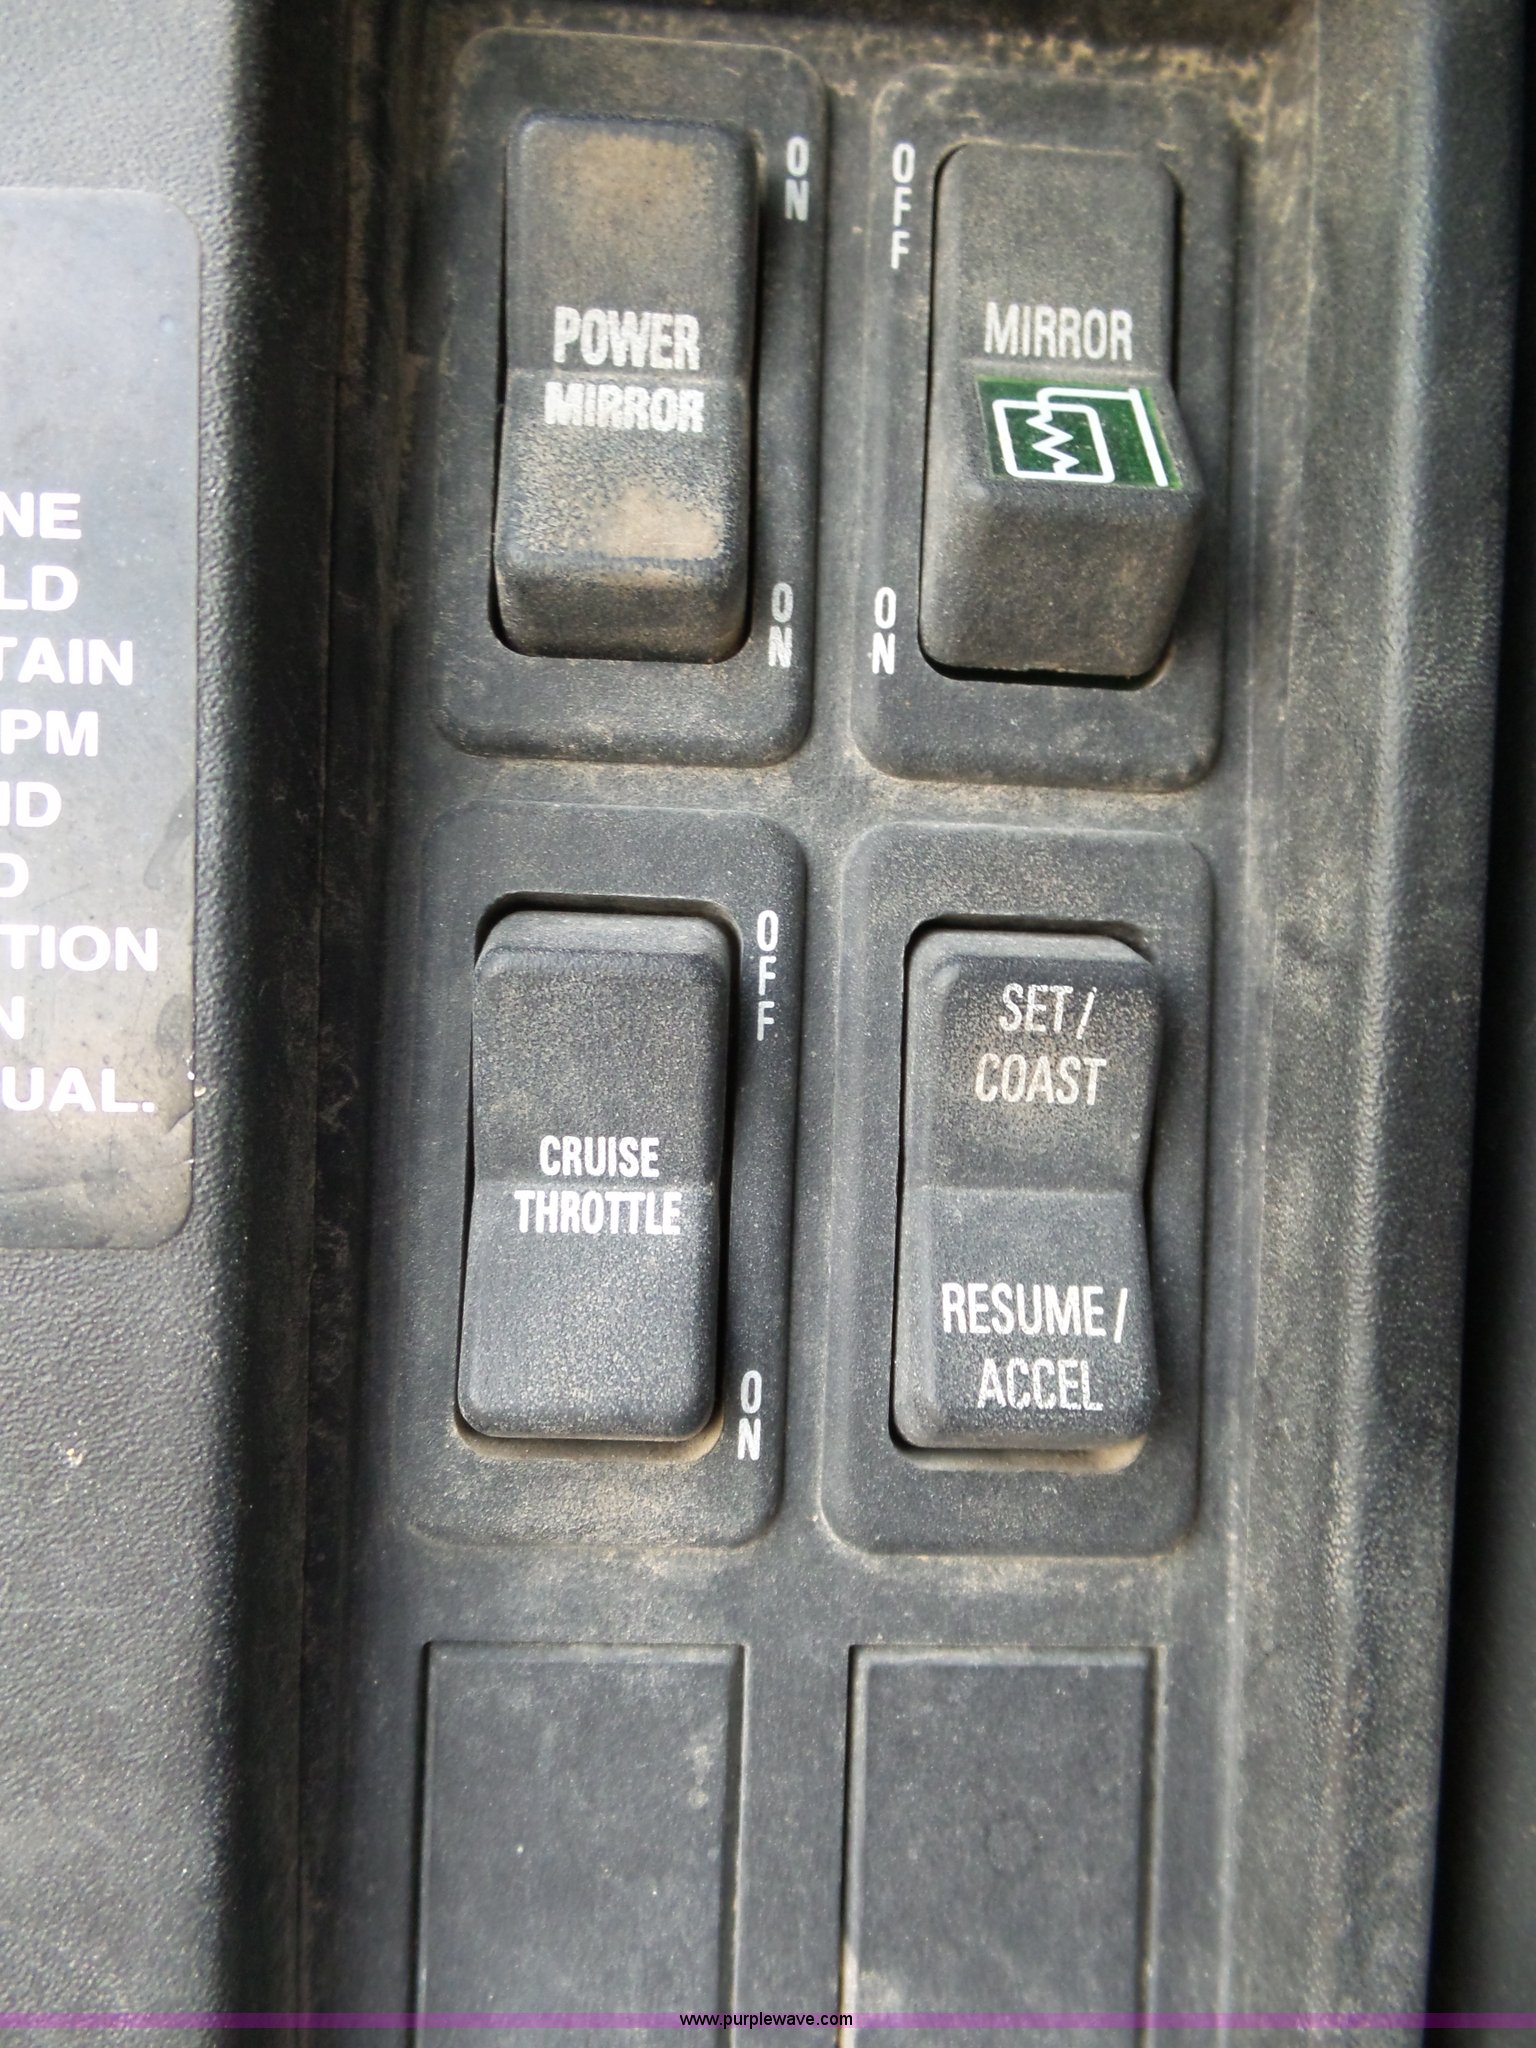 ON
OFF
POWER
MIRROR
MIRROR
ON
ON
NE
LD
TAIN
PM
ID
D
TION
N
UAL.
OFF
CRUISE
THROTTLE
ON
SET/
COAST
RESUME/
ACCEL
www.purplewave.com